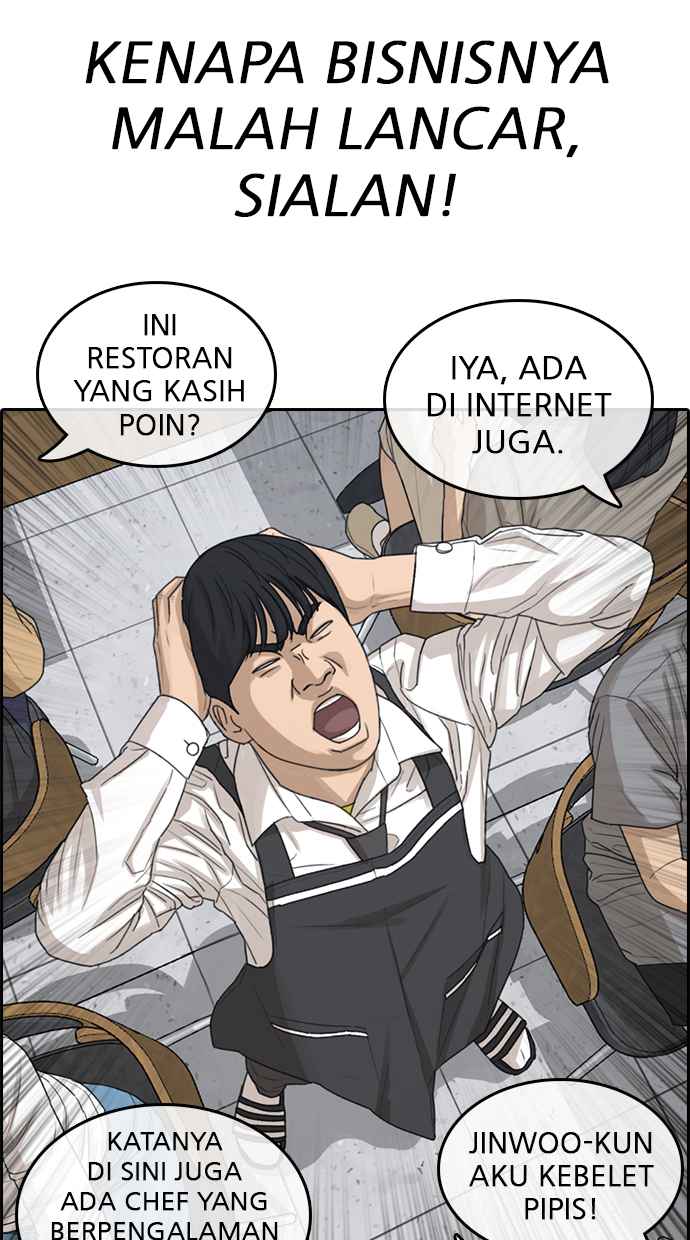 KENAPA BISNISNYA
MALAH LANCAR,
SIALAN!
INI
RESTORAN
YANG KASIH
POIN?
IYA, ADA
DI INTERNET
JUGA.
KATANYA
DI SINI JUGA
ADA CHEF YANG
BERPENGALAMAN
JINWOO-KUN
AKU KEBELET
PIPIS!